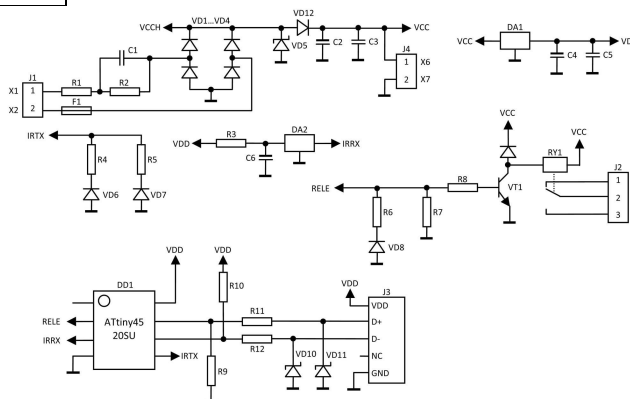 VCCH
VD1...VD4
VD12
VCC
C1
VD5
C2
C3
J4
X6
1
2
X7
VCC
DA1
C4
C5
J1
X1
1
R1
R2
X2
2
F1
IRTX
R4
R5
VD6
VD7
VDD
R3
DA2
IRRX
C6
VCC
VCC
RY1
J2
1
2
3
R8
VT1
RELE
R6
R7
VD8
VDD
VDD
R10
DD1
ATtiny45
20SU
RELE
IRRX
IRTX
R11
R12
R9
VD10
VD11
VDD
J3
VDD
D+
D-
NC
GND